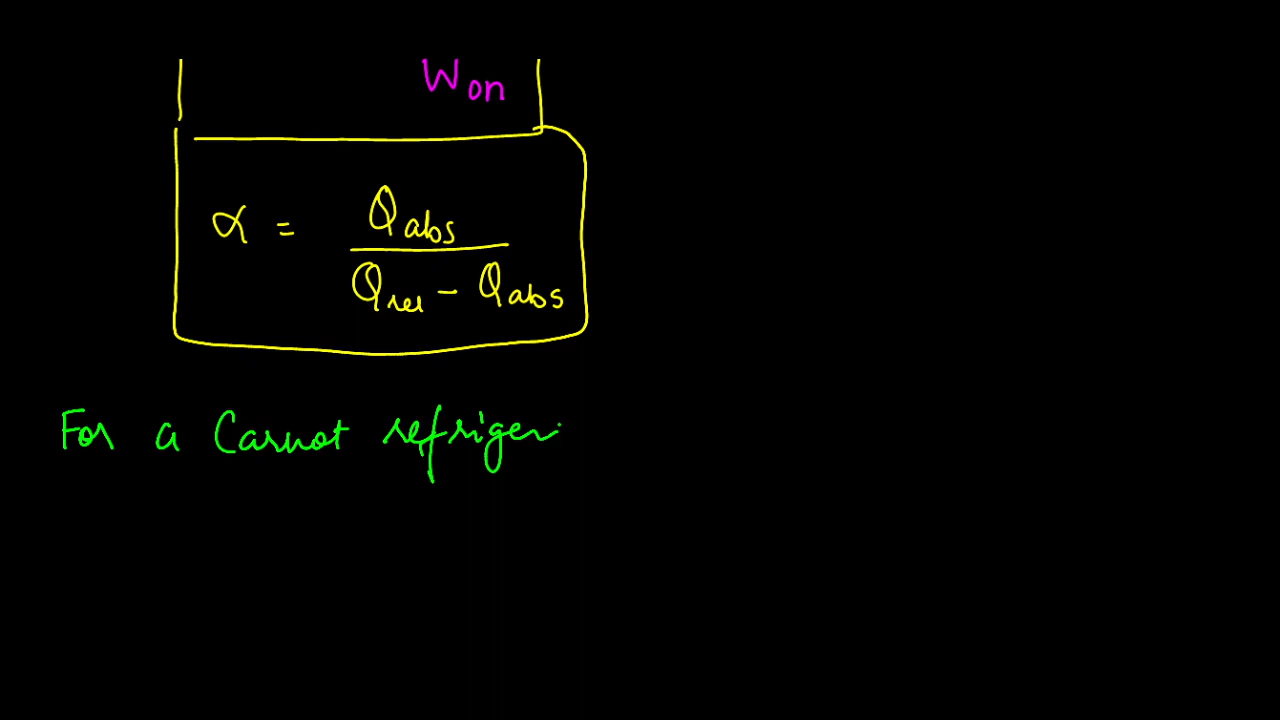 Won
α = Qabs
Qrel - Qabs
For a Carnot refriger